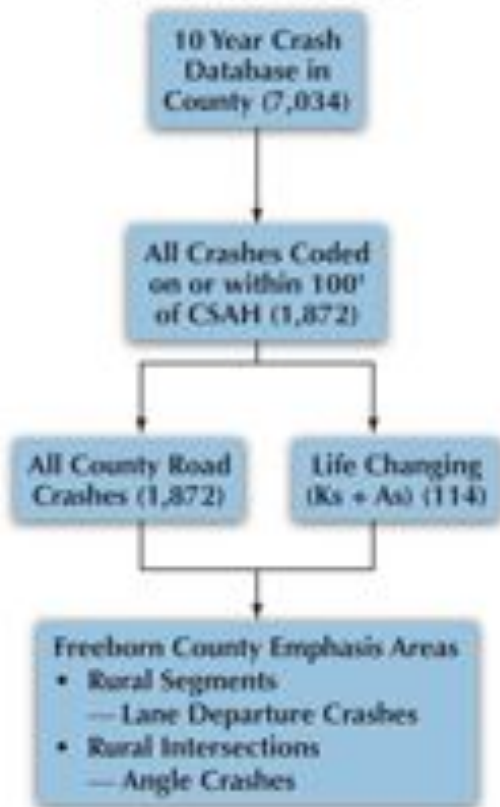 10 Year Crash
Database in
County (7,034)
All Crashes Coded
on or within 100'
of CSAH (1,872)
All County Road
Crashes (1,872)
Life Changing
(Ks + As) (114)
Freeborn County Emphasis Areas
• Rural Segments
— Lane Departure Crashes
• Rural Intersections
— Angle Crashes